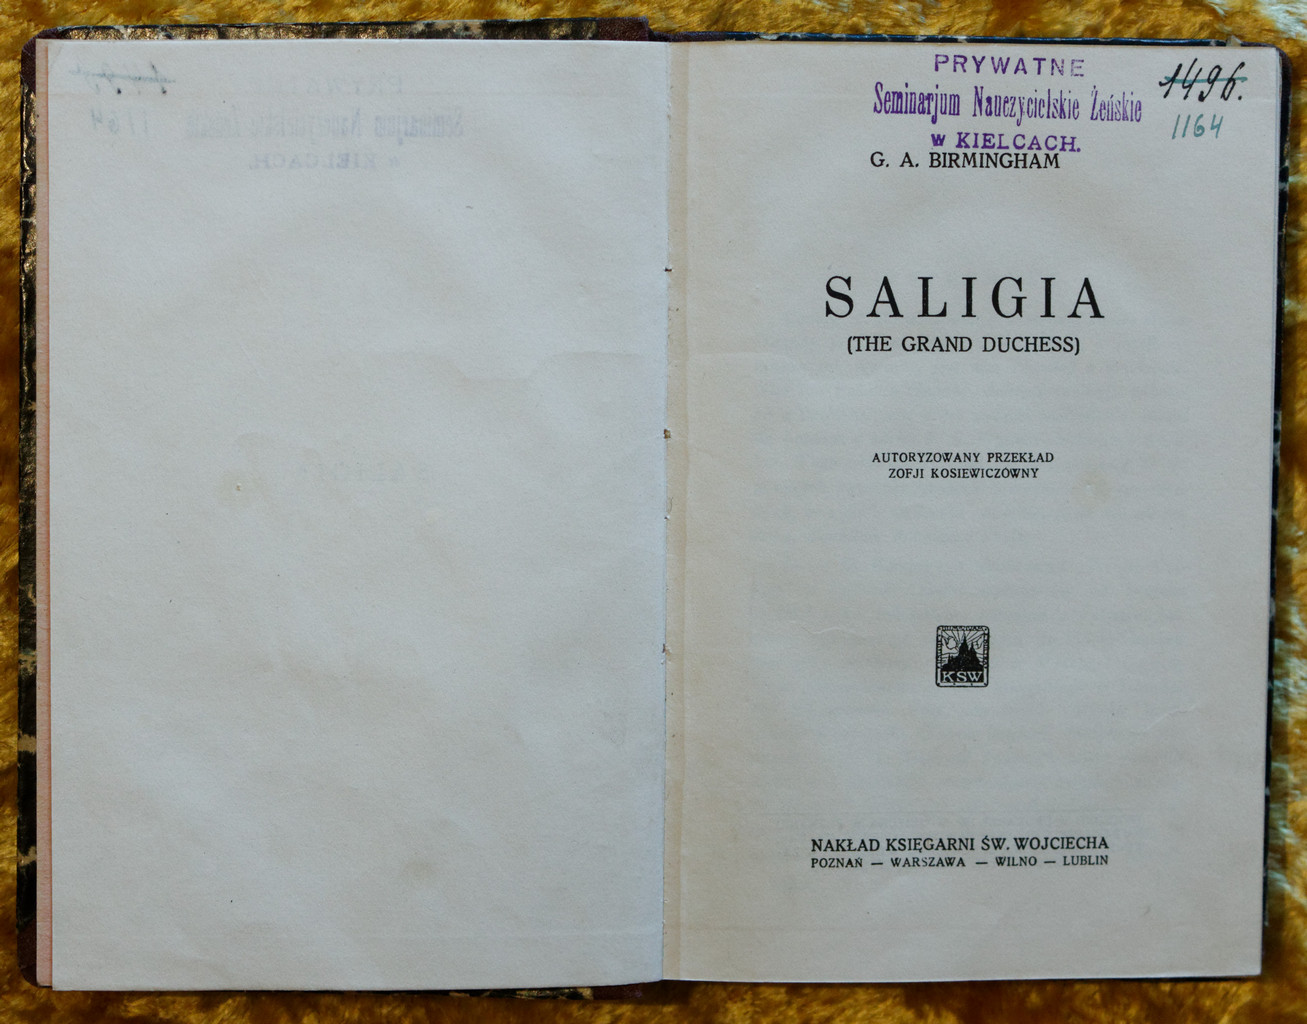 PRYWATNE
Seminarjum Nauczycielskie Żeńskie
w KIELCACH.
1496.
1164
G. A. BIRMINGHAM
SALIGIA
(THE GRAND DUCHESS)
AUTORYZOWANY PRZEKŁAD
ZOFJI KOSIEWICZÓWNY
KSW
NAKŁAD KSIĘGARNI ŚW. WOJCIECHA
POZNAŃ — WARSZAWA — WILNO — LUBLIN